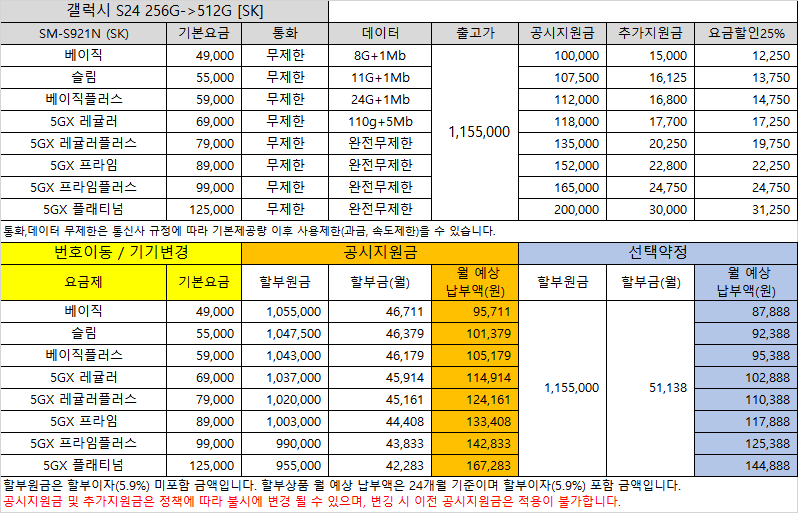 갤럭시 S24 256G->512G [SK]
SM-S921N (SK) 기본요금 통화 데이터 출고가 공시지원금 추가지원금 요금할인25%
베이직 49,000 무제한 8G+1Mb 1,155,000 100,000 15,000 12,250
슬림 55,000 무제한 11G+1Mb 107,500 16,125 13,750
베이직플러스 59,000 무제한 24G+1Mb 112,000 16,800 14,750
5GX 레귤러 69,000 무제한 110g+5Mb 118,000 17,700 17,250
5GX 레귤러플러스 79,000 무제한 완전무제한 135,000 20,250 19,750
5GX 프라임 89,000 무제한 완전무제한 152,000 22,800 22,250
5GX 프라임플러스 99,000 무제한 완전무제한 165,000 24,750 24,750
5GX 플래티넘 125,000 무제한 완전무제한 200,000 30,000 31,250
통화,데이터 무제한은 통신사 규정에 따라 기본제공량 이후 사용제한(과금, 속도제한)을 수 있습니다.
번호이동 / 기기변경 공시지원금 선택약정
요금제 기본요금 할부원금 할부금(월) 월 예상 납부액(원) 할부원금 할부금(월) 월 예상 납부액(원)
베이직 49,000 1,055,000 46,711 95,711 1,155,000 51,138 87,888
슬림 55,000 1,047,500 46,379 101,379 92,388
베이직플러스 59,000 1,043,000 46,179 105,179 95,388
5GX 레귤러 69,000 1,037,000 45,914 114,914 102,888
5GX 레귤러플러스 79,000 1,020,000 45,161 124,161 110,388
5GX 프라임 89,000 1,003,000 44,408 133,408 117,888
5GX 프라임플러스 99,000 990,000 43,833 142,833 125,388
5GX 플래티넘 125,000 955,000 42,283 167,283 144,888
할부원금은 할부이자(5.9%) 미포함 금액입니다. 할부상품 월 예상 납부액은 24개월 기준이며 할부이자(5.9%) 포함 금액입니다.
공시지원금 및 추가지원금은 정책에 따라 불시에 변경 될 수 있으며, 변경 시 이전 공시지원금은 적용이 불가합니다.